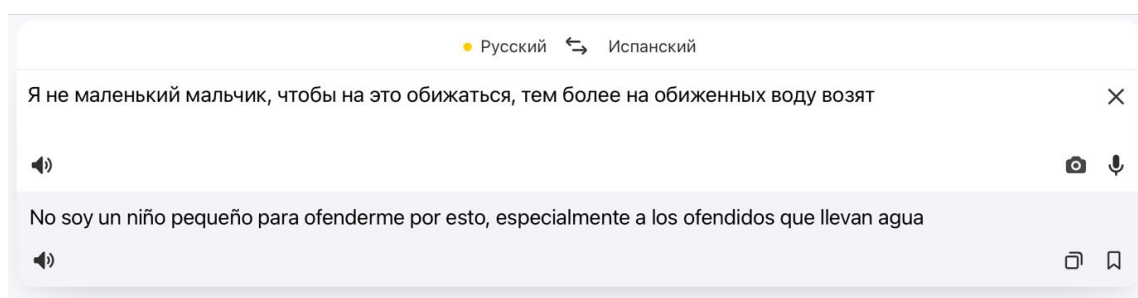 Русский Испанский
Я не маленький мальчик, чтобы на это обижаться, тем более на обиженных воду возят
No soy un niño pequeño para ofenderme por esto, especialmente a los ofendidos que llevan agua